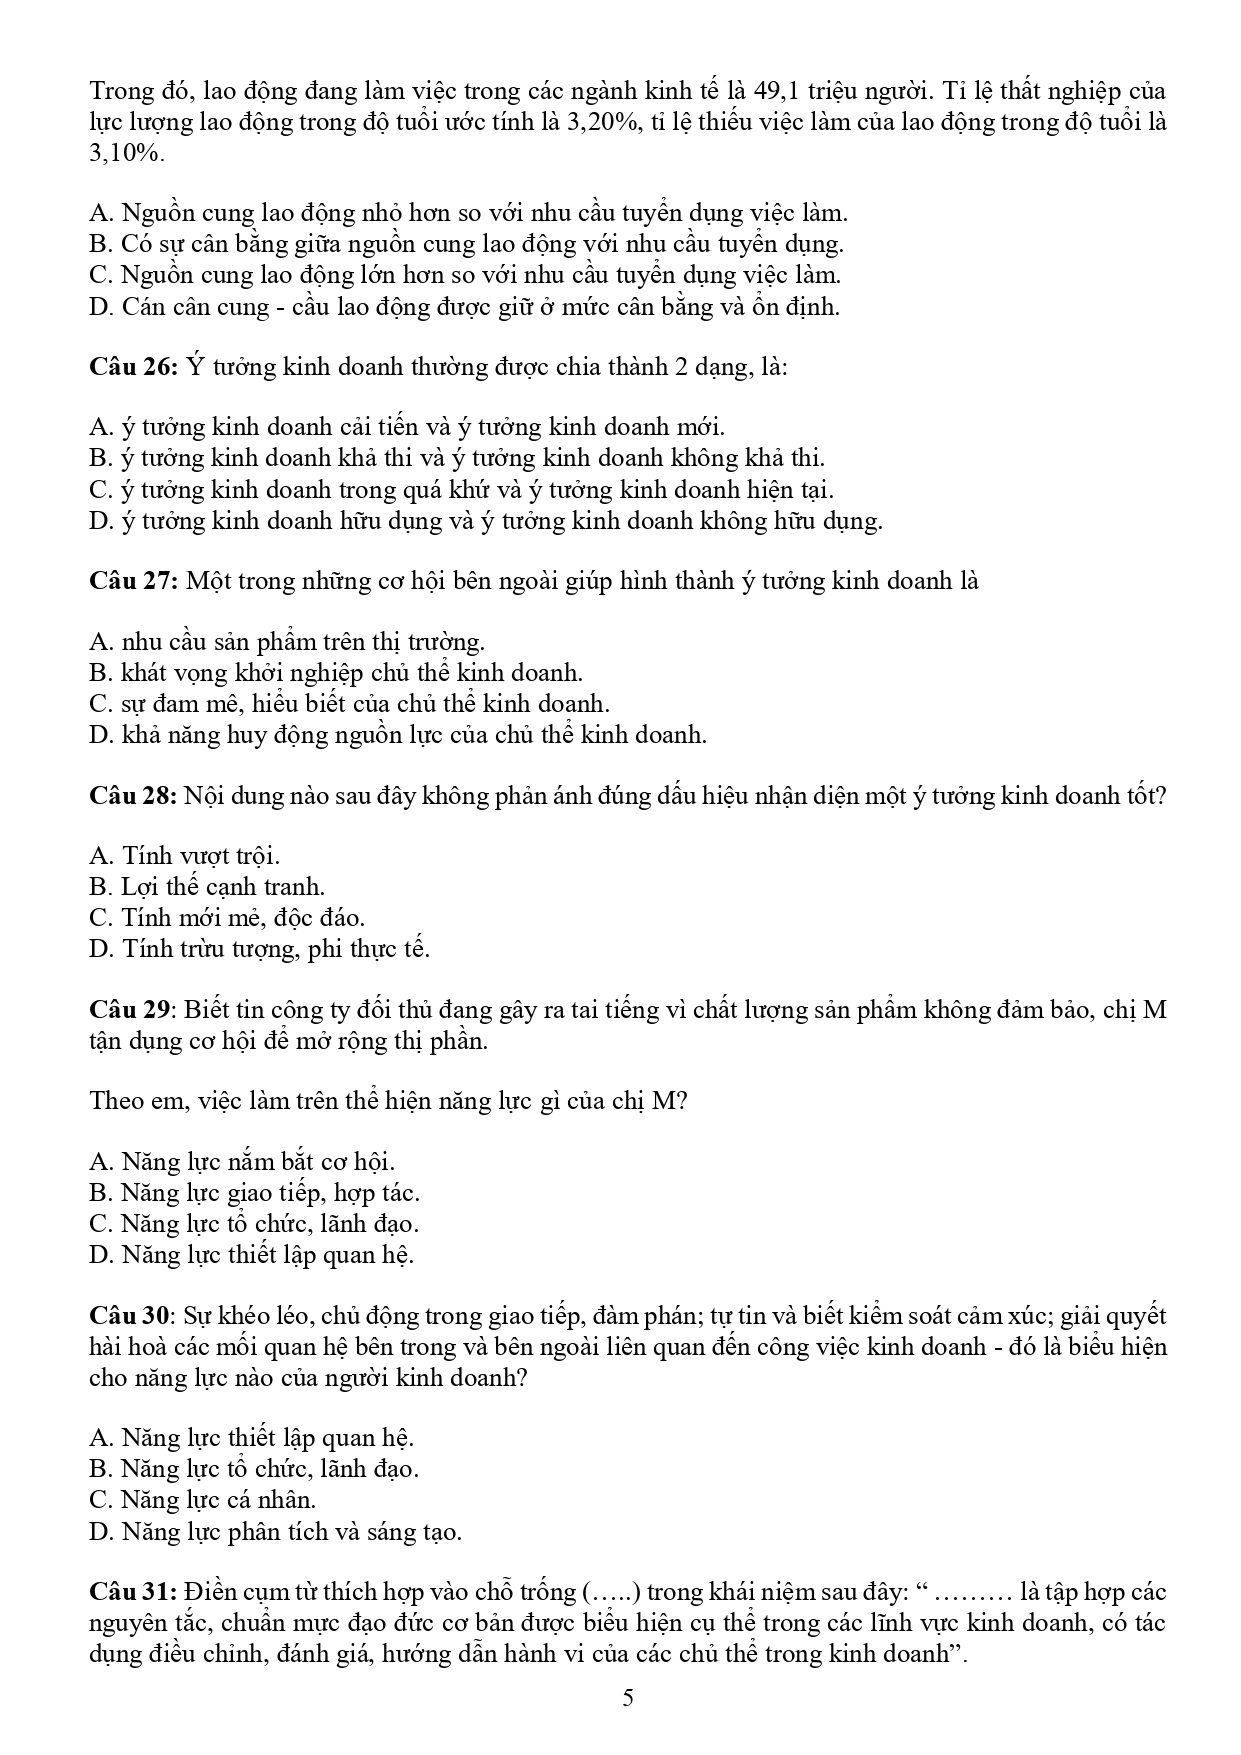 Trong đó, lao động đang làm việc trong các ngành kinh tế là 49,1 triệu người. Tỉ lệ thất nghiệp của
lực lượng lao động trong độ tuổi ước tính là 3,20%, tỉ lệ thiếu việc làm của lao động trong độ tuổi là
3,10%.
A. Nguồn cung lao động nhỏ hơn so với nhu cầu tuyển dụng việc làm.
B. Có sự cân bằng giữa nguồn cung lao động với nhu cầu tuyển dụng.
C. Nguồn cung lao động lớn hơn so với nhu cầu tuyển dụng việc làm.
D. Cán cân cung - cầu lao động được giữ ở mức cân bằng và ổn định.
Câu 26: Ý tưởng kinh doanh thường được chia thành 2 dạng, là:
A. ý tưởng kinh doanh cải tiến và ý tưởng kinh doanh mới.
B. ý tưởng kinh doanh khả thi và ý tưởng kinh doanh không khả thi.
C. ý tưởng kinh doanh trong quá khứ và ý tưởng kinh doanh hiện tại.
D. ý tưởng kinh doanh hữu dụng và ý tưởng kinh doanh không hữu dụng.
Câu 27: Một trong những cơ hội bên ngoài giúp hình thành ý tưởng kinh doanh là
A. nhu cầu sản phẩm trên thị trường.
B. khát vọng khởi nghiệp chủ thể kinh doanh.
C. sự đam mê, hiểu biết của chủ thể kinh doanh.
D. khả năng huy động nguồn lực của chủ thể kinh doanh.
Câu 28: Nội dung nào sau đây không phản ánh đúng dấu hiệu nhận diện một ý tưởng kinh doanh tốt?
A. Tính vượt trội.
B. Lợi thế cạnh tranh.
C. Tính mới mẻ, độc đáo.
D. Tính trừu tượng, phi thực tế.
Câu 29: Biết tin công ty đối thủ đang gây ra tai tiếng vì chất lượng sản phẩm không đảm bảo, chị M
tận dụng cơ hội để mở rộng thị phần.
Theo em, việc làm trên thể hiện năng lực gì của chị M?
A. Năng lực nắm bắt cơ hội.
B. Năng lực giao tiếp, hợp tác.
C. Năng lực tổ chức, lãnh đạo.
D. Năng lực thiết lập quan hệ.
Câu 30: Sự khéo léo, chủ động trong giao tiếp, đàm phán; tự tin và biết kiểm soát cảm xúc; giải quyết
hài hoà các mối quan hệ bên trong và bên ngoài liên quan đến công việc kinh doanh - đó là biểu hiện
cho năng lực nào của người kinh doanh?
A. Năng lực thiết lập quan hệ.
B. Năng lực tổ chức, lãnh đạo.
C. Năng lực cá nhân.
D. Năng lực phân tích và sáng tạo.
Câu 31: Điền cụm từ thích hợp vào chỗ trống (…..) trong khái niệm sau đây: “ ……… là tập hợp các
nguyên tắc, chuẩn mực đạo đức cơ bản được biểu hiện cụ thể trong các lĩnh vực kinh doanh, có tác
dụng điều chỉnh, đánh giá, hướng dẫn hành vi của các chủ thể trong kinh doanh”.
5